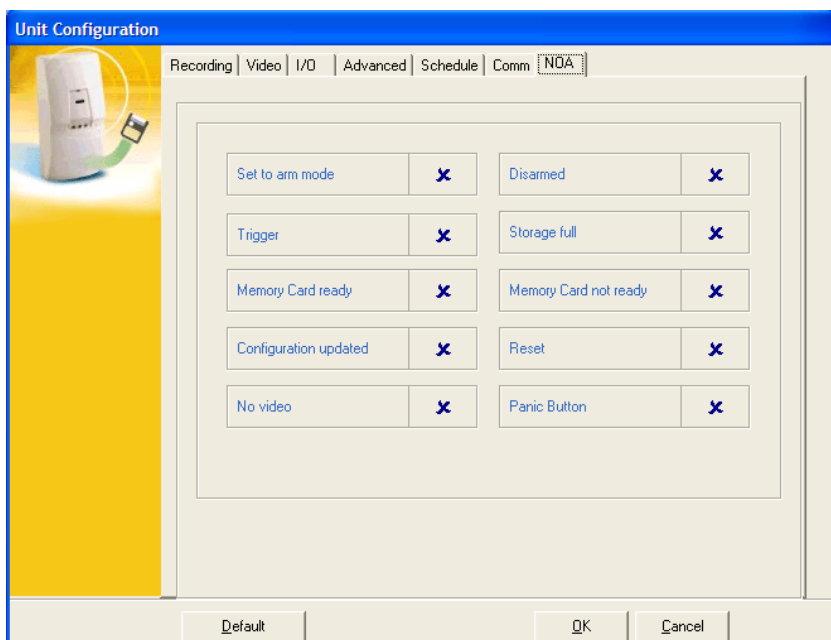 Unit Configuration
Recording Video I/O Advanced Schedule Comm NOA
Set to arm mode
Disarmed
Trigger
Storage full
Memory Card ready
Memory Card not ready
Configuration updated
Reset
No video
Panic Button
Default OK Cancel